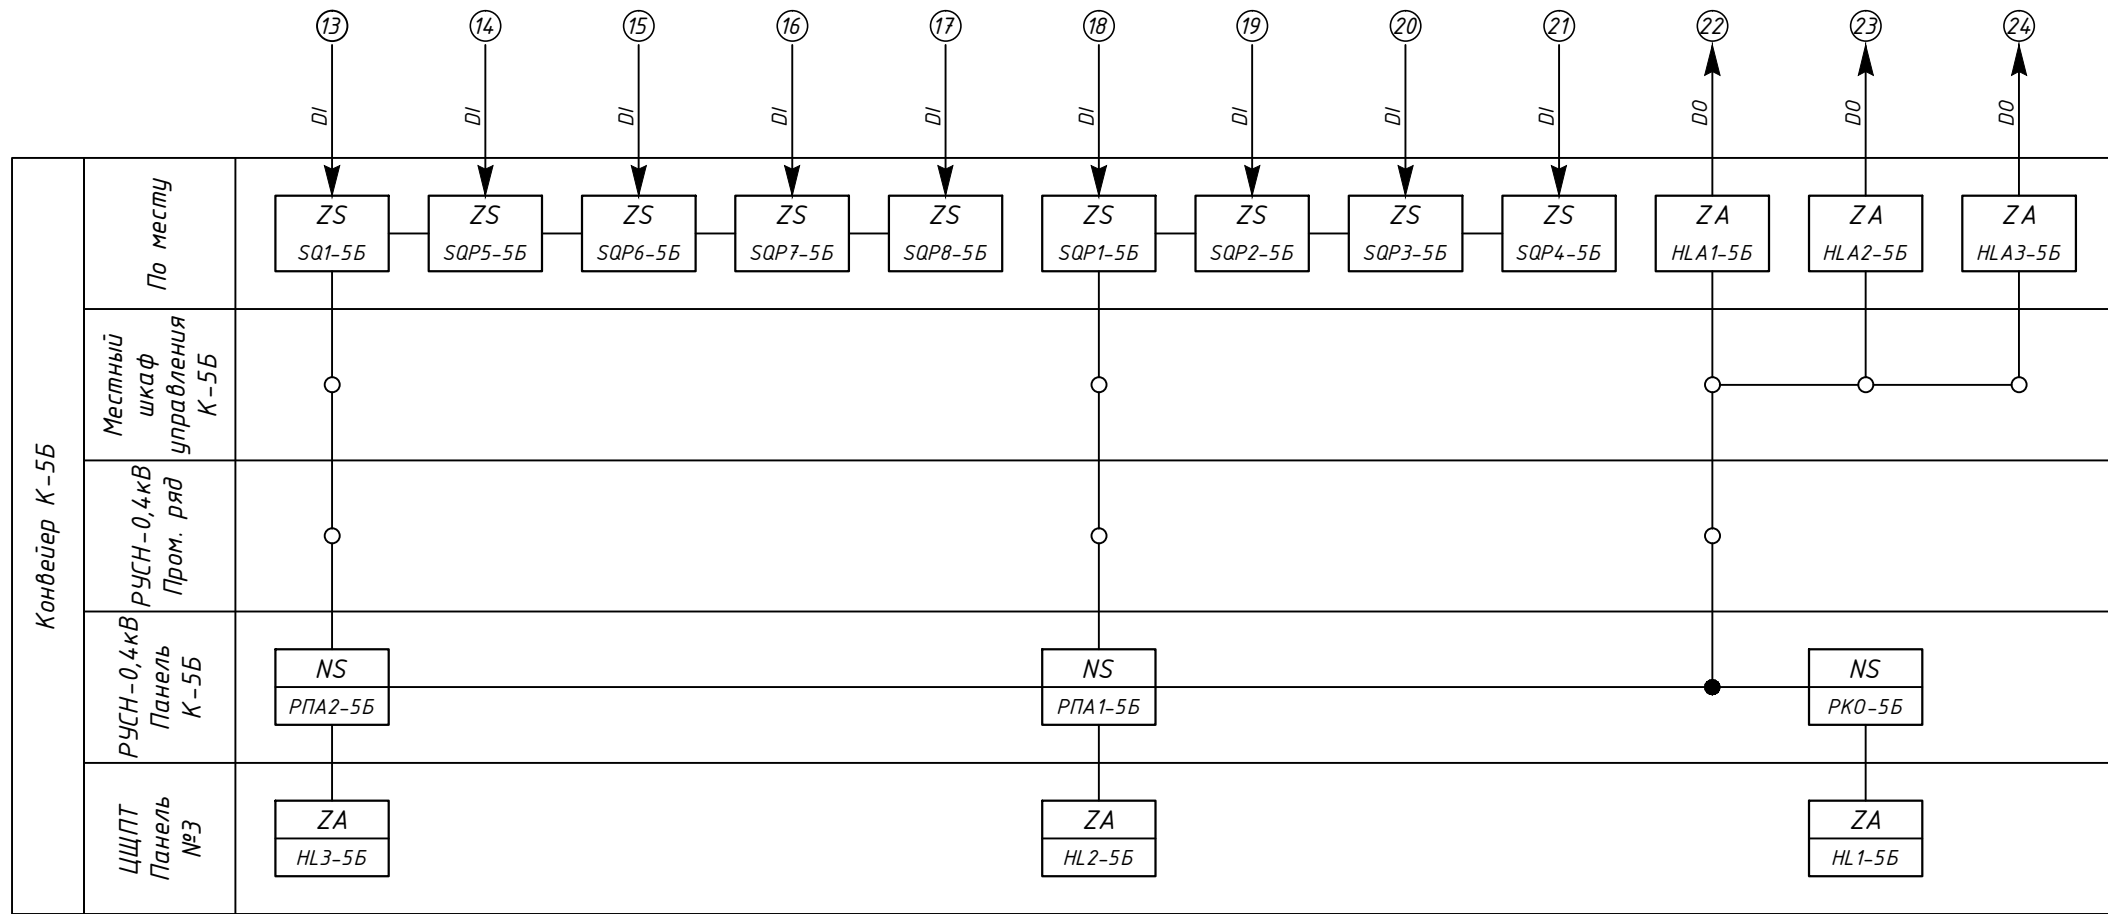 13 14 15 16 17 18 19 20 21 22 23 24
DI DI DI DI DI DI DI DI DI DO DO DO
Конвейер К-5Б
По месту
ZS ZS ZS ZS ZS ZS ZS ZS ZS ZA ZA ZA
SQ1-5Б SQP5-5Б SQP6-5Б SQP7-5Б SQP8-5Б SQP1-5Б SQP2-5Б SQP3-5Б SQP4-5Б HLA1-5Б HLA2-5Б HLA3-5Б
Местный
шкаф
управления
К-5Б
РУСН-0,4кВ
Пром. ряд
РУСН-0,4кВ
Панель
К-5Б
NS NS NS
РПА2-5Б РПА1-5Б РКО-5Б
ЦЩПТ
Панель
№3
ZA ZA ZA
HL3-5Б HL2-5Б HL1-5Б